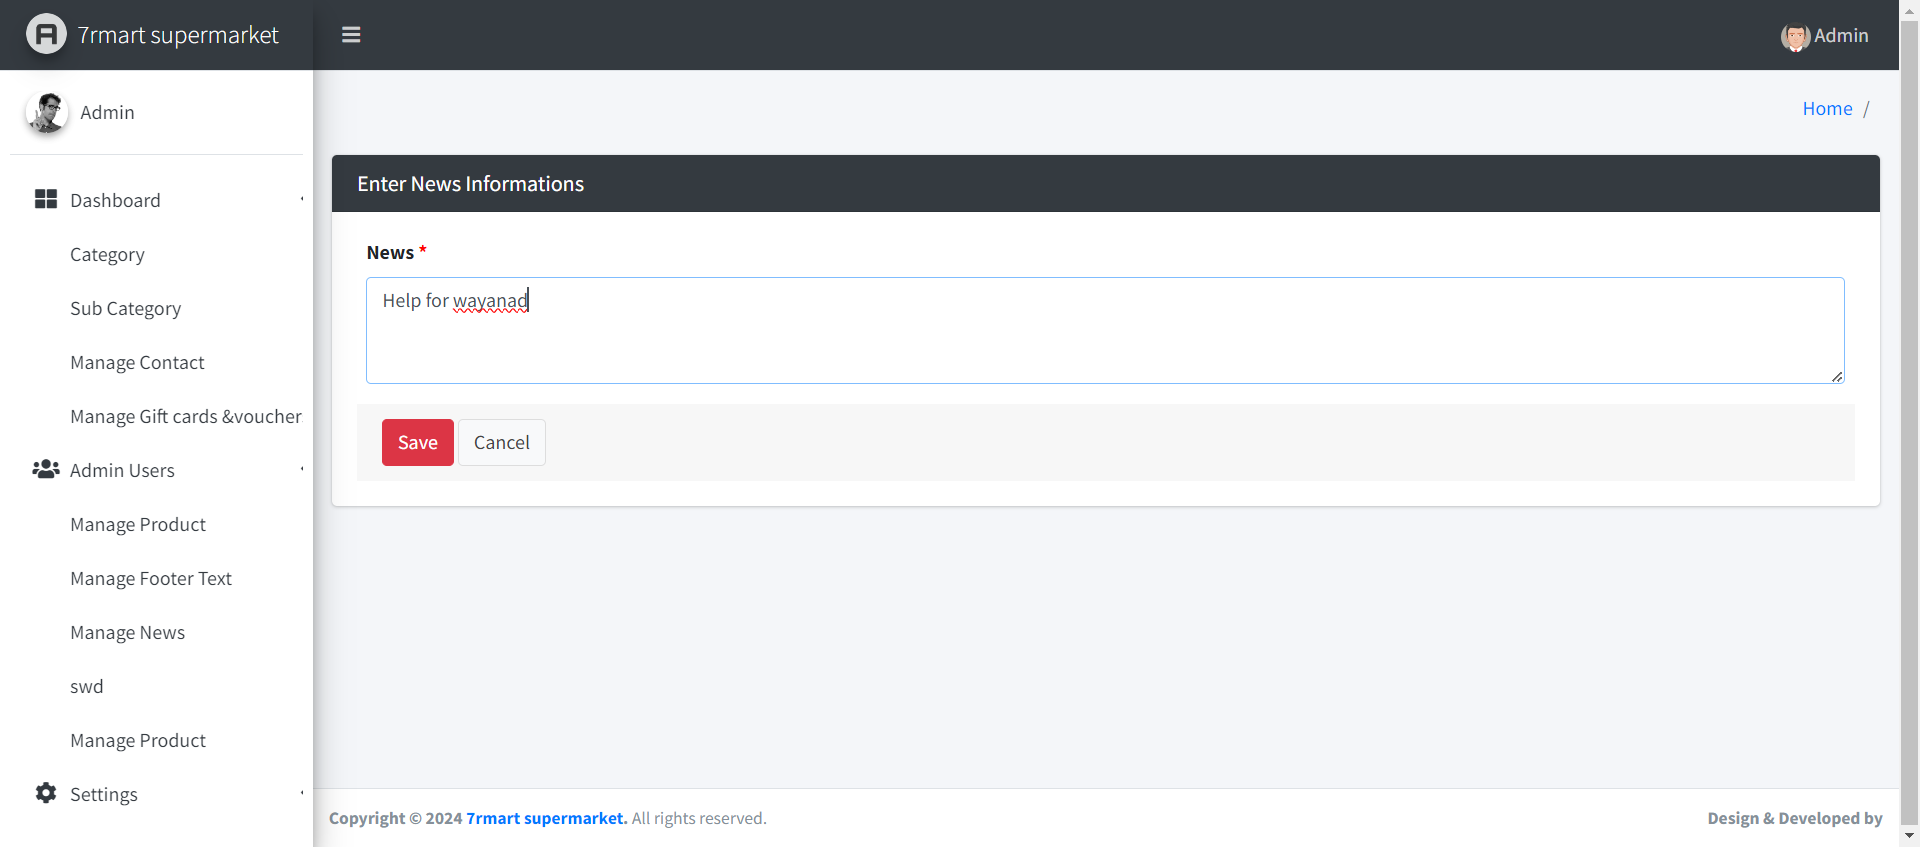 7rmart supermarket
Admin
Admin
Home /
Dashboard
Category
Sub Category
Manage Contact
Manage Gift cards &voucher
Admin Users
Manage Product
Manage Footer Text
Manage News
swd
Manage Product
Settings
Enter News Informations
News *
Help for wayanad
Save Cancel
Copyright © 2024 7rmart supermarket. All rights reserved.
Design & Developed by